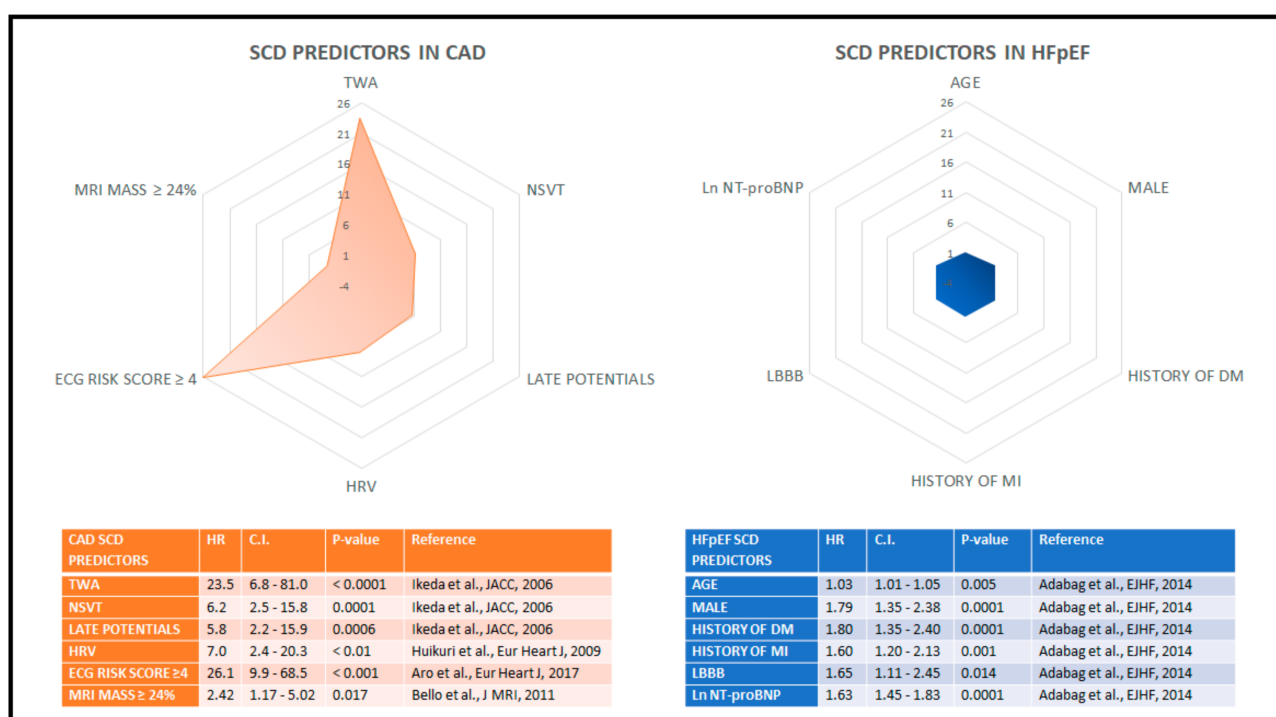 SCD PREDICTORS IN CAD
TWA
26
21
16
11
6
1
-4
NSVT
LATE POTENTIALS
HRV
ECG RISK SCORE ≥ 4
MRI MASS ≥ 24%
SCD PREDICTORS IN HFpEF
AGE
26
21
16
11
6
1
-4
MALE
HISTORY OF DM
HISTORY OF MI
LBBB
Ln NT-proBNP
CAD SCD PREDICTORS HR C.I. P-value Reference
TWA 23.5 6.8 - 81.0 < 0.0001 Ikeda et al., JACC, 2006
NSVT 6.2 2.5 - 15.8 0.0001 Ikeda et al., JACC, 2006
LATE POTENTIALS 5.8 2.2 - 15.9 0.0006 Ikeda et al., JACC, 2006
HRV 7.0 2.4 - 20.3 < 0.01 Huikuri et al., Eur Heart J, 2009
ECG RISK SCORE ≥4 26.1 9.9 - 68.5 < 0.001 Aro et al., Eur Heart J, 2017
MRI MASS ≥ 24% 2.42 1.17 - 5.02 0.017 Bello et al., J MRI, 2011
HFpEF SCD PREDICTORS HR C.I. P-value Reference
AGE 1.03 1.01 - 1.05 0.005 Adabag et al., EJHF, 2014
MALE 1.79 1.35 - 2.38 0.0001 Adabag et al., EJHF, 2014
HISTORY OF DM 1.80 1.35 - 2.40 0.0001 Adabag et al., EJHF, 2014
HISTORY OF MI 1.60 1.20 - 2.13 0.001 Adabag et al., EJHF, 2014
LBBB 1.65 1.11 - 2.45 0.014 Adabag et al., EJHF, 2014
Ln NT-proBNP 1.63 1.45 - 1.83 0.0001 Adabag et al., EJHF, 2014